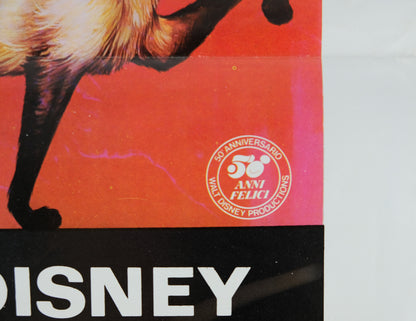 50° ANNIVERSARIO
50°
ANNI
FELICI
WALT DISNEY PRODUCTIONS
DISNEY